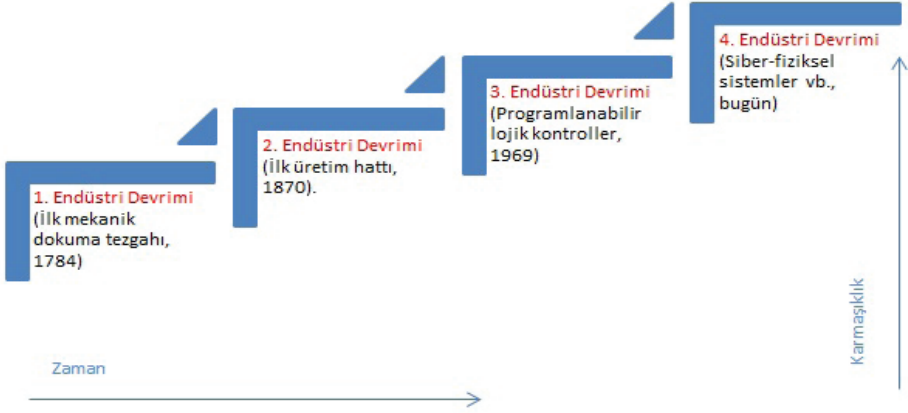 1. Endüstri Devrimi
(İlk mekanik
dokuma tezgahı,
1784)
2. Endüstri Devrimi
(İlk üretim hattı,
1870).
3. Endüstri Devrimi
(Programlanabilir
lojik kontroller,
1969)
4. Endüstri Devrimi
(Siber-fiziksel
sistemler vb.,
bugün)
Zaman
Karmaşıklık